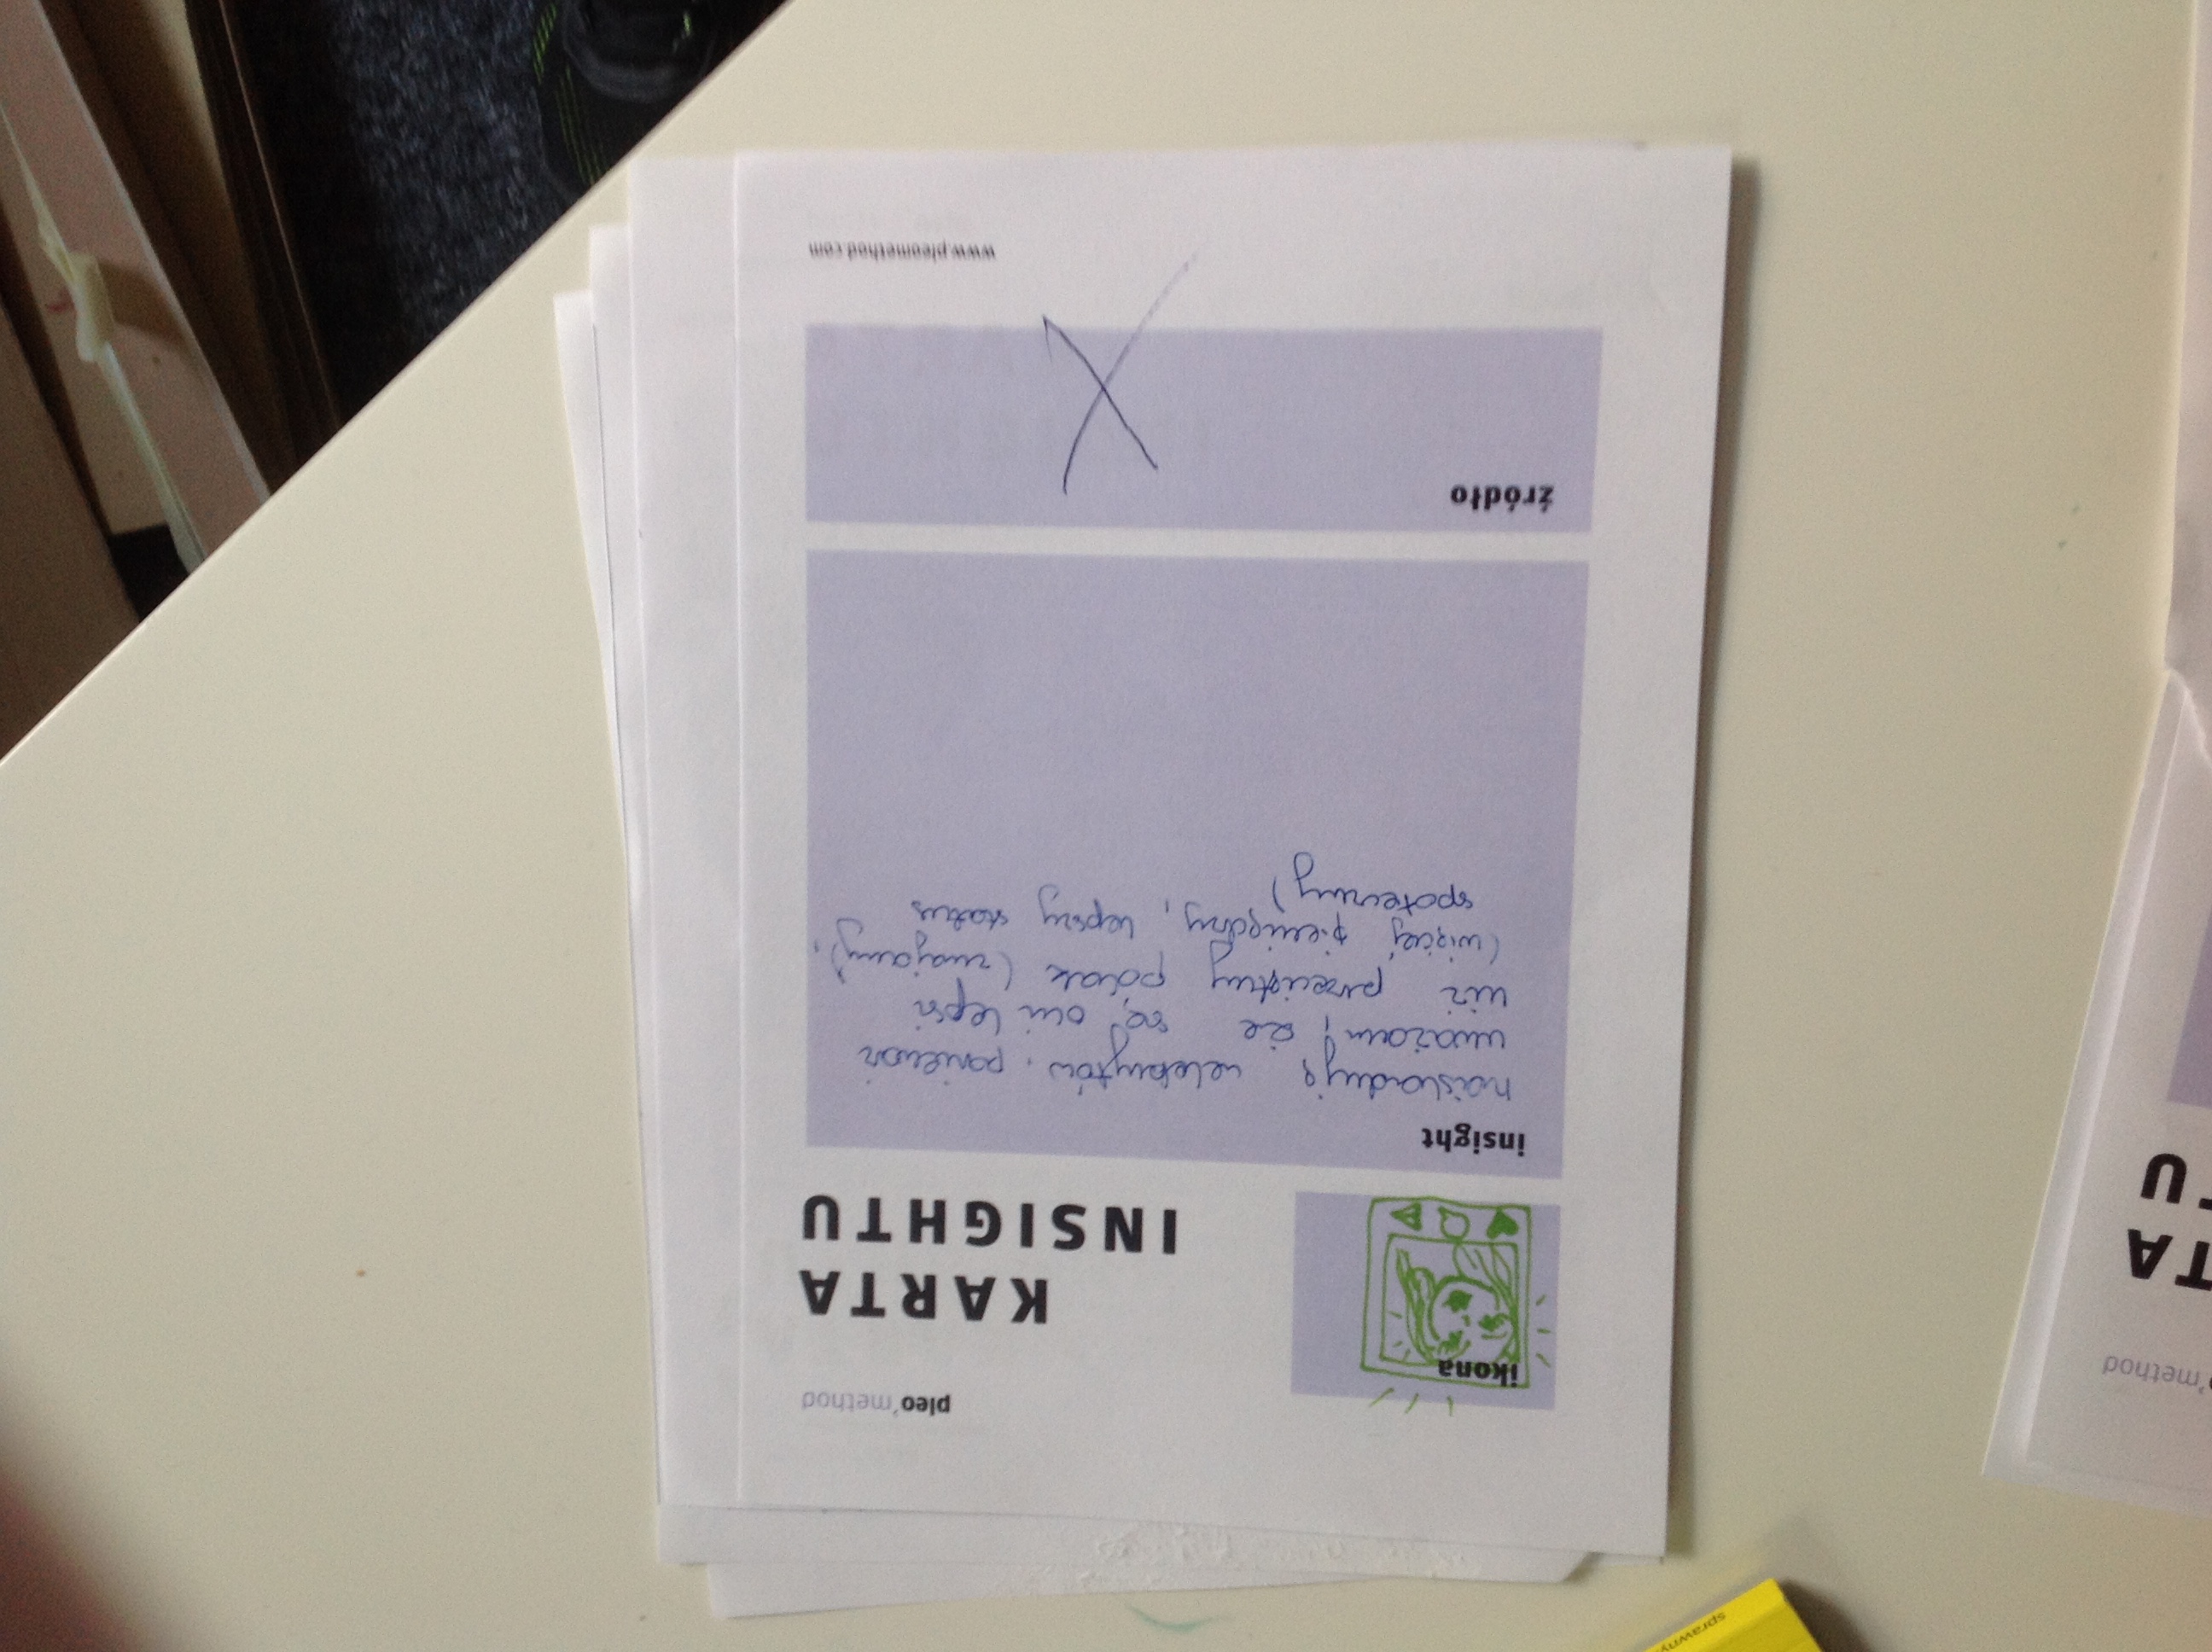 sprawny
'method
TA
TU
pleo'method
ikona
KARTA
INSIGHTU
insight
naśladują celebrytów, ponieważ
uważam, że są oni lepsi
niż przeciętny polak (znajomy),
(więcej pieniędzy, lepszy status
społeczny)
źródło
www.pleomethod.com